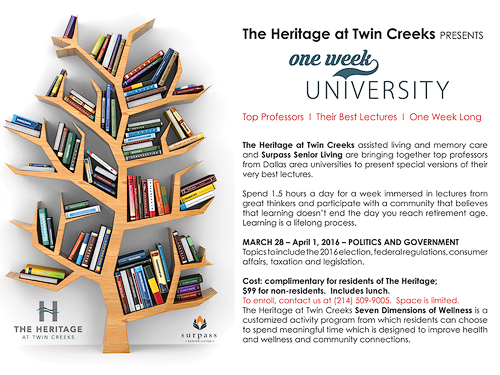 The Heritage at Twin Creeks PRESENTS
one week
UNIVERSITY
Top Professors I Their Best Lectures I One Week Long
The Heritage at Twin Creeks assisted living and memory care
and Surpass Senior Living are bringing together top professors
from Dallas area universities to present special versions of their
very best lectures.
Spend 1.5 hours a day for a week immersed in lectures from
great thinkers and participate with a community that believes
that learning doesn't end the day you reach retirement age.
Learning is a lifelong process.
MARCH 28 – April 1, 2016 – POLITICS AND GOVERNMENT
Topics to include the 2016 election, federal regulations, consumer
affairs, taxation and legislation.
Cost: complimentary for residents of The Heritage;
$99 for non-residents. Includes lunch.
To enroll, contact us at (214) 509-9005. Space is limited.
The Heritage at Twin Creeks Seven Dimensions of Wellness is a
customized activity program from which residents can choose
to spend meaningful time which is designed to improve health
and wellness and community connections.
THE HERITAGE
AT TWIN CREEKS
surpass